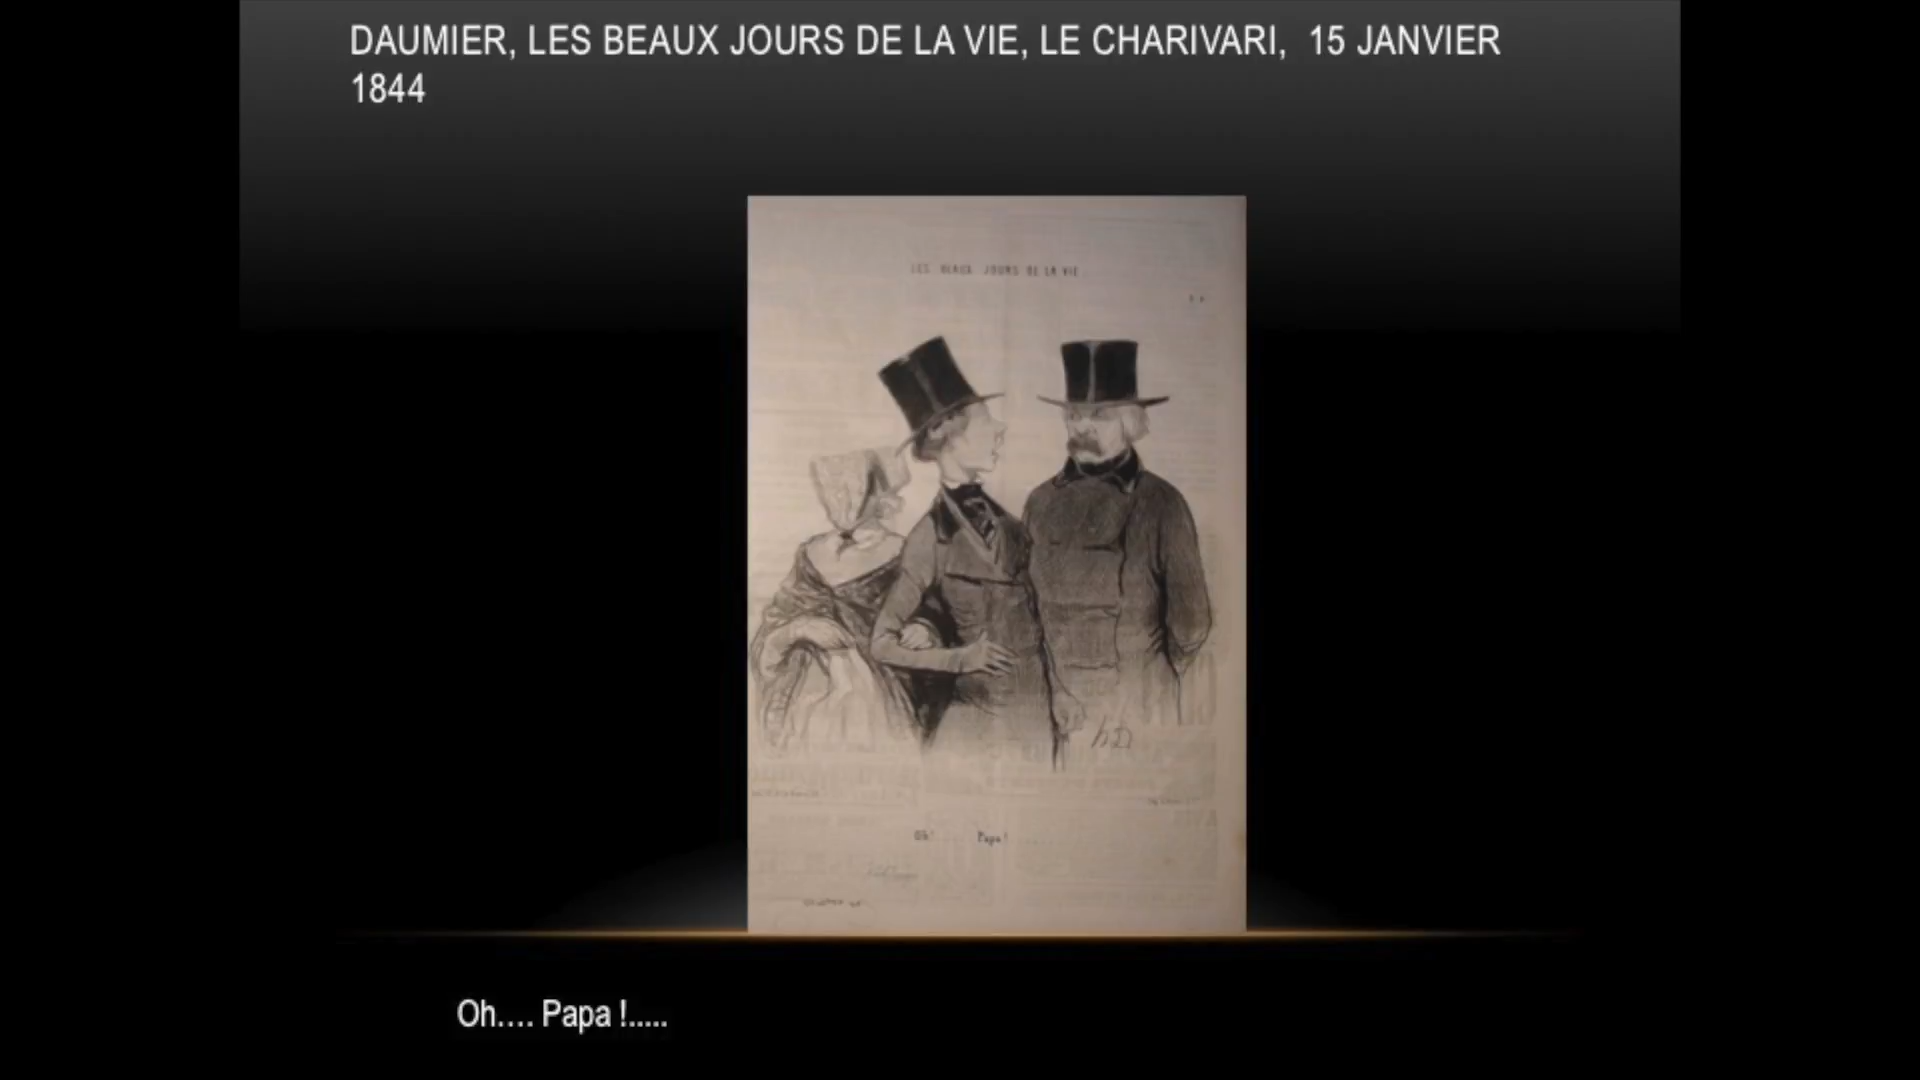 DAUMIER, LES BEAUX JOURS DE LA VIE, LE CHARIVARI, 15 JANVIER
1844
LES BEAUX JOURS DE LA VIE
hD
Oh! Papa!
Oh.... Papa !.....